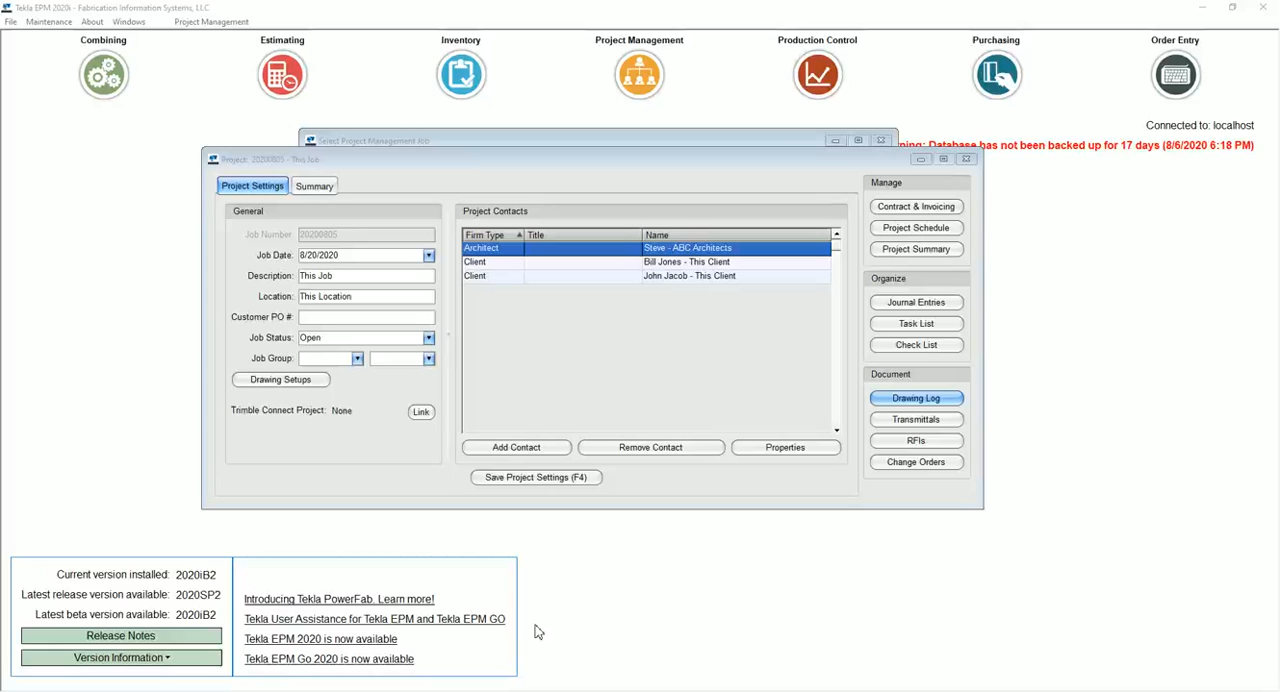 Tekla EPM 2020i - Fabrication Information Systems, LLC
File Maintenance About Windows Project Management
Combining Estimating Inventory Project Management Production Control Purchasing Order Entry
Connected to: localhost
ning: Database has not been backed up for 17 days (8/6/2020 6:18 PM)
Select Project Management Job
Project: 20200805 - This Job
Project Settings Summary
General
Job Number: 20200805
Job Date: 8/20/2020
Description: This Job
Location: This Location
Customer PO #:
Job Status: Open
Job Group:
Drawing Setups
Trimble Connect Project: None Link
Project Contacts
Firm Type Title Name
Architect Steve - ABC Architects
Client Bill Jones - This Client
Client John Jacob - This Client
Add Contact Remove Contact Properties
Save Project Settings (F4)
Manage
Contract & Invoicing
Project Schedule
Project Summary
Organize
Journal Entries
Task List
Check List
Document
Drawing Log
Transmittals
RFIs
Change Orders
Current version installed: 2020iB2
Latest release version available: 2020SP2
Latest beta version available: 2020iB2
Release Notes
Version Information
Introducing Tekla PowerFab. Learn more!
Tekla User Assistance for Tekla EPM and Tekla EPM GO
Tekla EPM 2020 is now available
Tekla EPM Go 2020 is now available